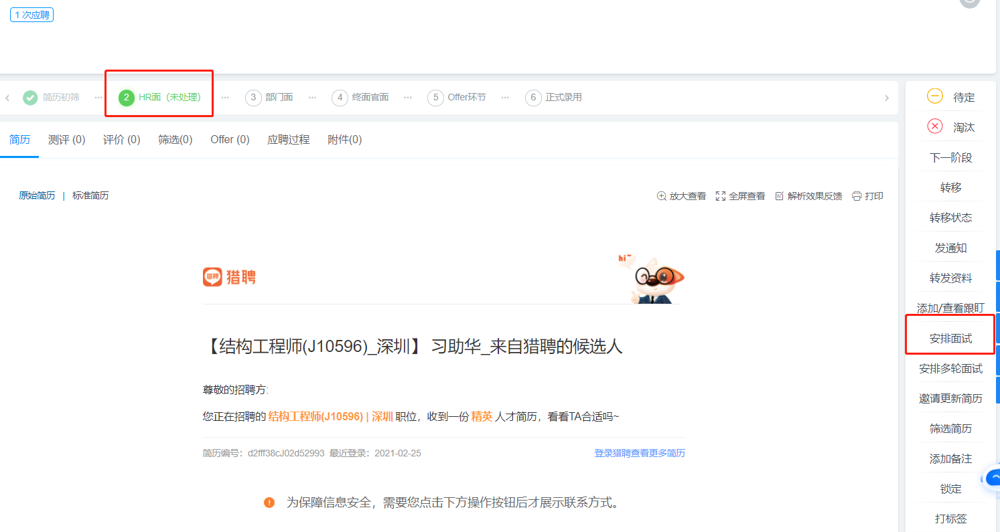 1 次应聘
简历初筛 ··· 2 HR面（未处理） ··· 3 部门面 ··· 4 终面官面 ··· 5 Offer环节 ··· 6 正式录用
简历 测评 (0) 评价 (0) 筛选(0) Offer (0) 应聘过程 附件(0)
原始简历 | 标准简历
放大查看 全屏查看 解析效果反馈 打印
猎聘 猎聘
hi~
【结构工程师(J10596)_深圳】 习助华_来自猎聘的候选人
尊敬的招聘方:
您正在招聘的 结构工程师(J10596) | 深圳 职位，收到一份 精英 人才简历，看看TA合适吗~
简历编号：d2fff38cJ02d52993 最近登录：2021-02-25
登录猎聘查看更多简历
为保障信息安全，需要您点击下方操作按钮后才展示联系方式。
待定
淘汰
下一阶段
转移
转移状态
发通知
转发资料
添加/查看跟盯
安排面试
安排多轮面试
邀请更新简历
筛选简历
添加备注
锁定
打标签